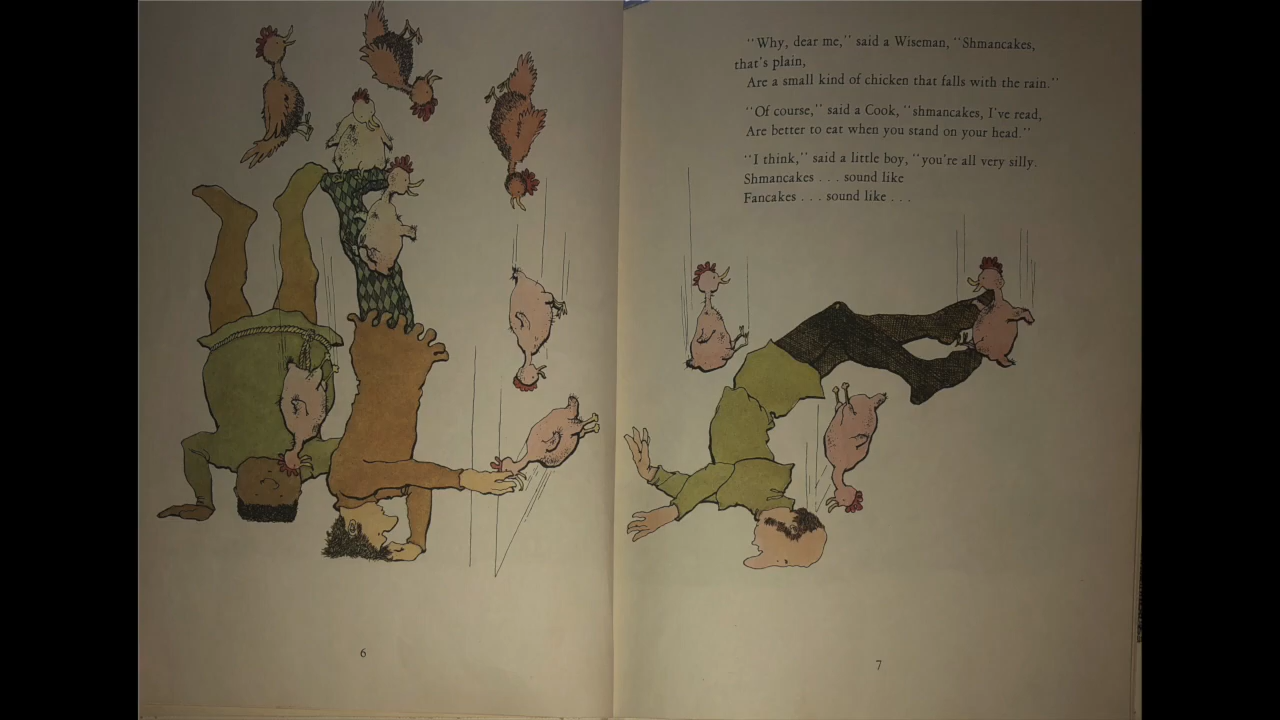 "Why, dear me," said a Wiseman, "Shmancakes,
that's plain,
Are a small kind of chicken that falls with the rain."
"Of course," said a Cook, "shmancakes, I've read,
Are better to eat when you stand on your head."
"I think," said a little boy, "you're all very silly.
Shmancakes . . . sound like
Fancakes . . . sound like . . .
6
7